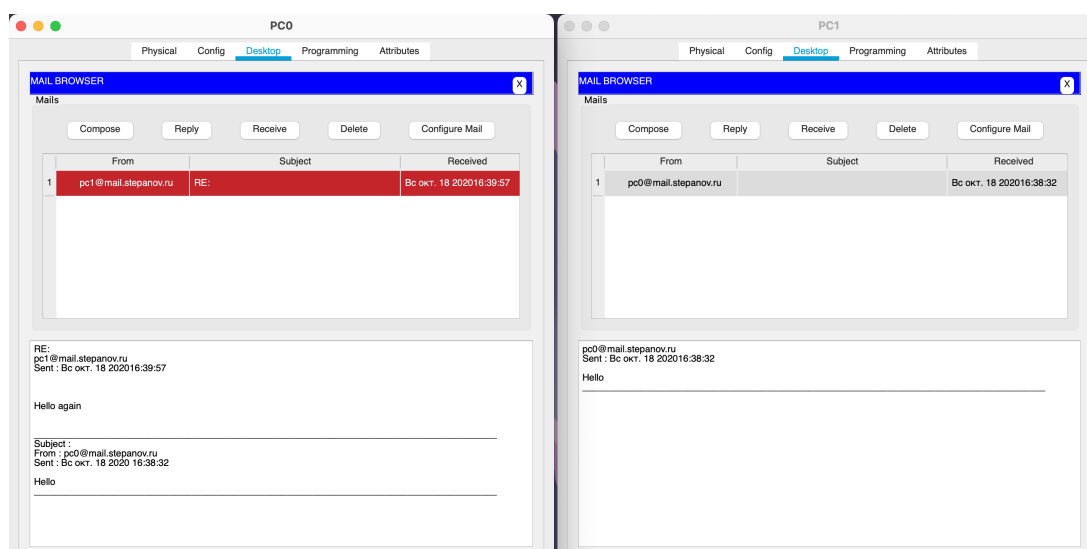 PC0
Physical Config Desktop Programming Attributes
MAIL BROWSER X
Mails
Compose Reply Receive Delete Configure Mail
From Subject Received
1 pc1@mail.stepanov.ru RE: Вс окт. 18 202016:39:57
RE:
pc1@mail.stepanov.ru
Sent : Вс окт. 18 202016:39:57
Hello again
Subject :
From : pc0@mail.stepanov.ru
Sent : Вс окт. 18 2020 16:38:32
Hello
PC1
Physical Config Desktop Programming Attributes
MAIL BROWSER X
Mails
Compose Reply Receive Delete Configure Mail
From Subject Received
1 pc0@mail.stepanov.ru Вс окт. 18 202016:38:32
pc0@mail.stepanov.ru
Sent : Вс окт. 18 202016:38:32
Hello